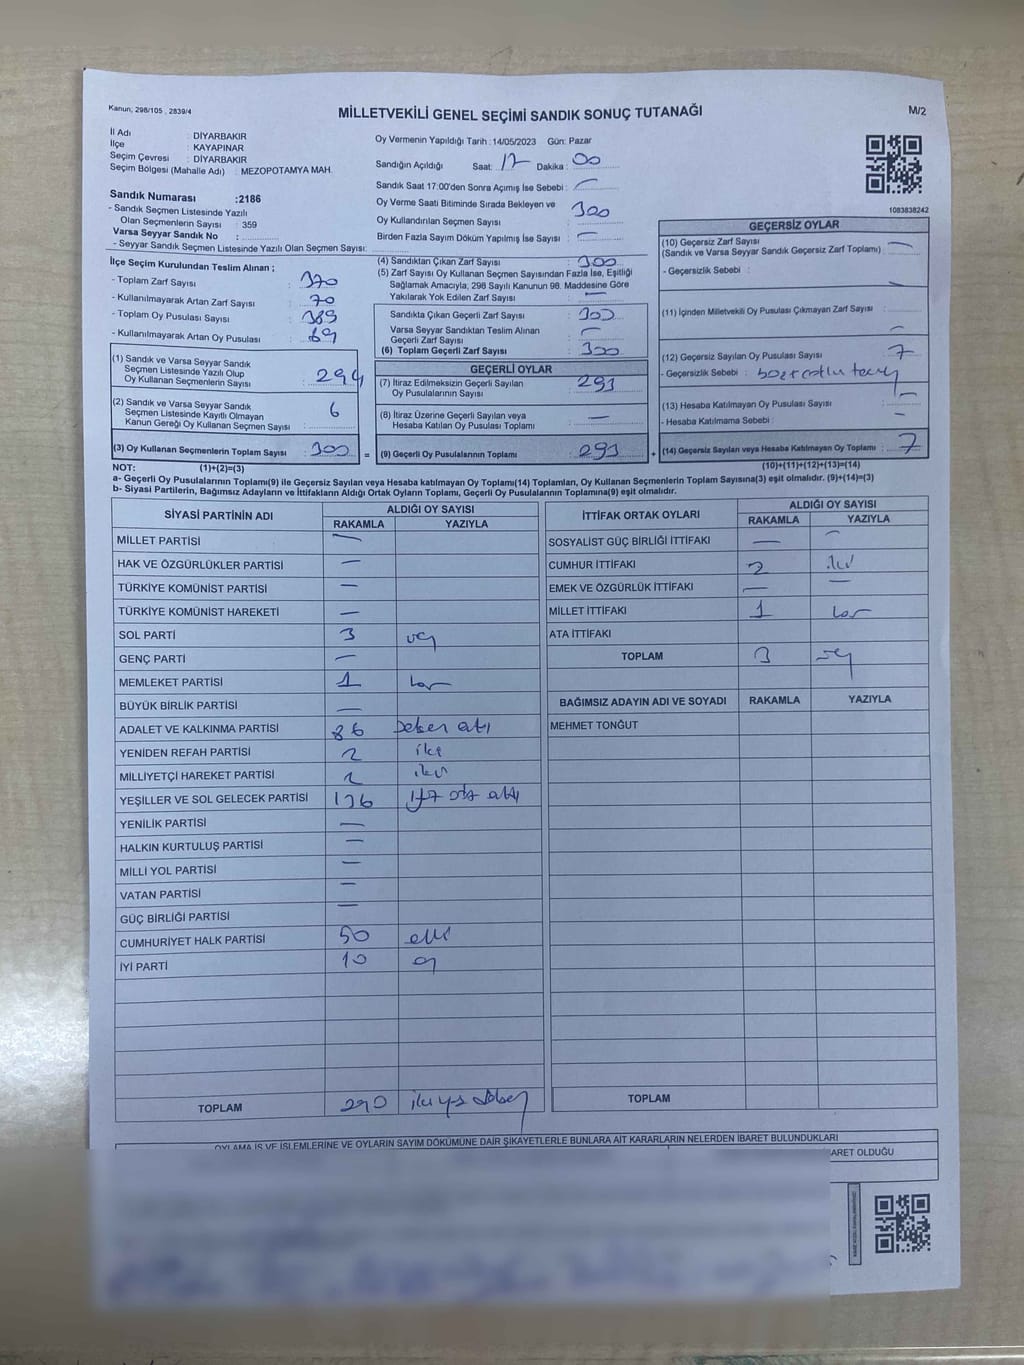 Kanun, 298/105 , 2839/4
MİLLETVEKİLİ GENEL SEÇİMİ SANDIK SONUÇ TUTANAĞI
M/2
İl Adı : DİYARBAKIR
İlçe : KAYAPINAR
Seçim Çevresi : DİYARBAKIR
Seçim Bölgesi (Mahalle Adı) : MEZOPOTAMYA MAH.
Sandık Numarası :2186
- Sandık Seçmen Listesinde Yazılı
Olan Seçmenlerin Sayısı : 359
Varsa Seyyar Sandık No :
- Seyyar Sandık Seçmen Listesinde Yazılı Olan Seçmen Sayısı:
Oy Vermenin Yapıldığı Tarih : 14/05/2023 Gün: Pazar
Sandığın Açıldığı Saat: 17 Dakika : 00
Sandık Saat 17:00'den Sonra Açımış İse Sebebi : —
Oy Verme Saati Bitiminde Sırada Bekleyen ve
Oy Kullandırılan Seçmen Sayısı : 300
Birden Fazla Sayım Döküm Yapılmış İse Sayısı : —
1083838242
İlçe Seçim Kurulundan Teslim Alınan ;
- Toplam Zarf Sayısı : 370
- Kullanılmayarak Artan Zarf Sayısı : 70
- Toplam Oy Pusulası Sayısı : 389
- Kullanılmayarak Artan Oy Pusulası : 89
(1) Sandık ve Varsa Seyyar Sandık
Seçmen Listesinde Yazılı Olup
Oy Kullanan Seçmenlerin Sayısı : 294
(2) Sandık ve Varsa Seyyar Sandık
Seçmen Listesinde Kayıtlı Olmayan
Kanun Gereği Oy Kullanan Seçmen Sayısı : 6
(3) Oy Kullanan Seçmenlerin Toplam Sayısı : 300 =
(4) Sandıktan Çıkan Zarf Sayısı : 300
(5) Zarf Sayısı Oy Kullanan Seçmen Sayısından Fazla İse, Eşitliği
Sağlamak Amacıyla, 298 Sayılı Kanunun 98. Maddesine Göre
Yakılarak Yok Edilen Zarf Sayısı : —
Sandıkta Çıkan Geçerli Zarf Sayısı : 300
Varsa Seyyar Sandıktan Teslim Alınan
Geçerli Zarf Sayısı : —
(6) Toplam Geçerli Zarf Sayısı : 300
GEÇERLİ OYLAR
(7) İtiraz Edilmeksizin Geçerli Sayılan
Oy Pusulalarının Sayısı : 293
(8) İtiraz Üzerine Geçerli Sayılan veya
Hesaba Katılan Oy Pusulası Toplamı : —
(9) Geçerli Oy Pusulalarının Toplamı : 293 +
GEÇERSİZ OYLAR
(10) Geçersiz Zarf Sayısı
(Sandık ve Varsa Seyyar Sandık Geçersiz Zarf Toplamı) : —
- Geçersizlik Sebebi : —
(11) İçinden Milletvekili Oy Pusulası Çıkmayan Zarf Sayısı : —
(12) Geçersiz Sayılan Oy Pusulası Sayısı : 7
- Geçersizlik Sebebi :
(13) Hesaba Katılmayan Oy Pusulası Sayısı : —
- Hesaba Katılmama Sebebi : —
(14) Geçersiz Sayılan veya Hesaba Katılmayan Oy Toplamı : 7
NOT: (1)+(2)=(3)
(10)+(11)+(12)+(13)=(14)
a- Geçerli Oy Pusulalarının Toplamı(9) ile Geçersiz Sayılan veya Hesaba katılmayan Oy Toplamı(14) Toplamları, Oy Kullanan Seçmenlerin Toplam Sayısına(3) eşit olmalıdır. (9)+(14)=(3)
b- Siyasi Partilerin, Bağımsız Adayların ve İttifakların Aldığı Ortak Oyların Toplamı, Geçerli Oy Pusulalarının Toplamına(9) eşit olmalıdır.
SİYASİ PARTİNİN ADI ALDIĞI OY SAYISI
RAKAMLA YAZIYLA
MİLLET PARTİSİ —
HAK VE ÖZGÜRLÜKLER PARTİSİ —
TÜRKİYE KOMÜNİST PARTİSİ —
TÜRKİYE KOMÜNİST HAREKETİ —
SOL PARTİ 3 üç
GENÇ PARTİ —
MEMLEKET PARTİSİ 1 bir
BÜYÜK BİRLİK PARTİSİ —
ADALET VE KALKINMA PARTİSİ 86 Seksen altı
YENİDEN REFAH PARTİSİ 2 iki
MİLLİYETÇİ HAREKET PARTİSİ 2 iki
YEŞİLLER VE SOL GELECEK PARTİSİ 136 yüz otuz altı
YENİLİK PARTİSİ —
HALKIN KURTULUŞ PARTİSİ —
MİLLİ YOL PARTİSİ —
VATAN PARTİSİ —
GÜÇ BİRLİĞİ PARTİSİ —
CUMHURİYET HALK PARTİSİ 50 elli
İYİ PARTİ 10 on
TOPLAM 290 iki yüz doksan
İTTİFAK ORTAK OYLARI ALDIĞI OY SAYISI
RAKAMLA YAZIYLA
SOSYALİST GÜÇ BİRLİĞİ İTTİFAKI — —
CUMHUR İTTİFAKI 2 iki
EMEK VE ÖZGÜRLÜK İTTİFAKI — —
MİLLET İTTİFAKI 1 bir
ATA İTTİFAKI
TOPLAM 3 üç
BAĞIMSIZ ADAYIN ADI VE SOYADI RAKAMLA YAZIYLA
MEHMET TONĞUT
TOPLAM
OYLAMA İŞ VE İŞLEMLERİNE VE OYLARIN SAYIM DÖKÜMÜNE DAİR ŞİKAYETLERLE BUNLARA AİT KARARLARIN NELERDEN İBARET BULUNDUKLARI
ARET OLDUĞU